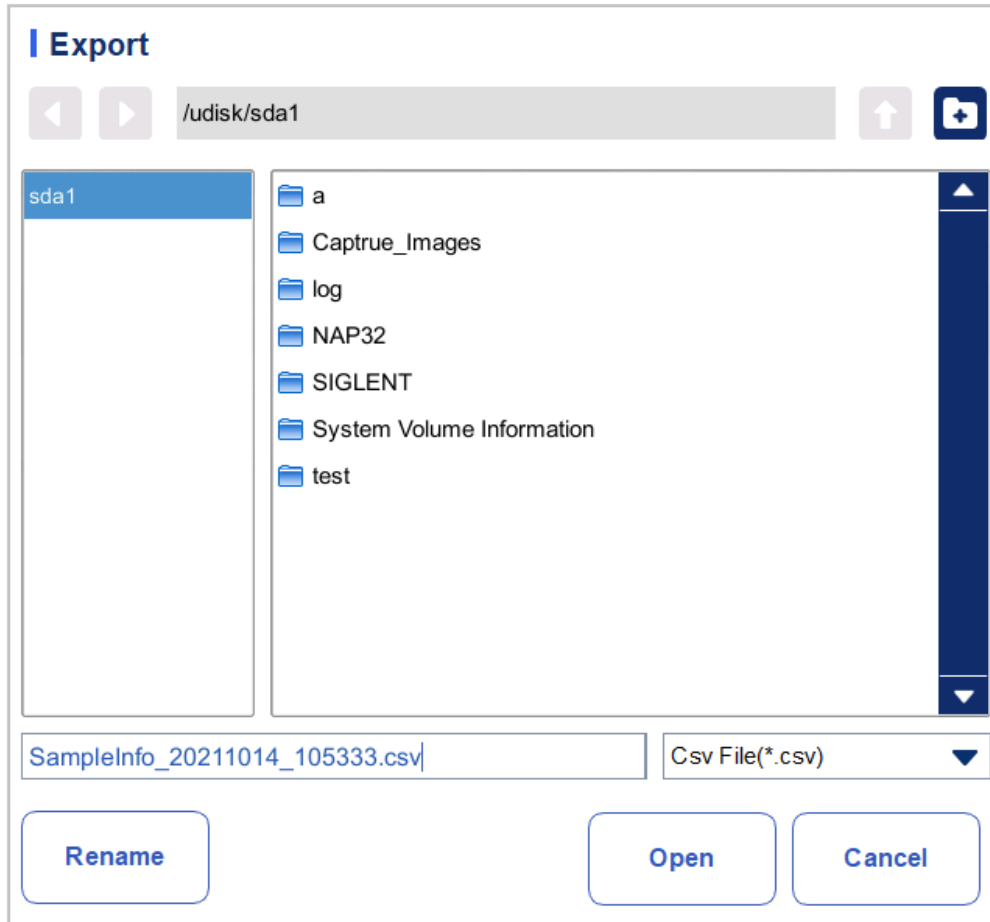 Export
/udisk/sda1
sda1
a
Captrue_Images
log
NAP32
SIGLENT
System Volume Information
test
SampleInfo_20211014_105333.csv
Csv File(*.csv)
Rename
Open
Cancel